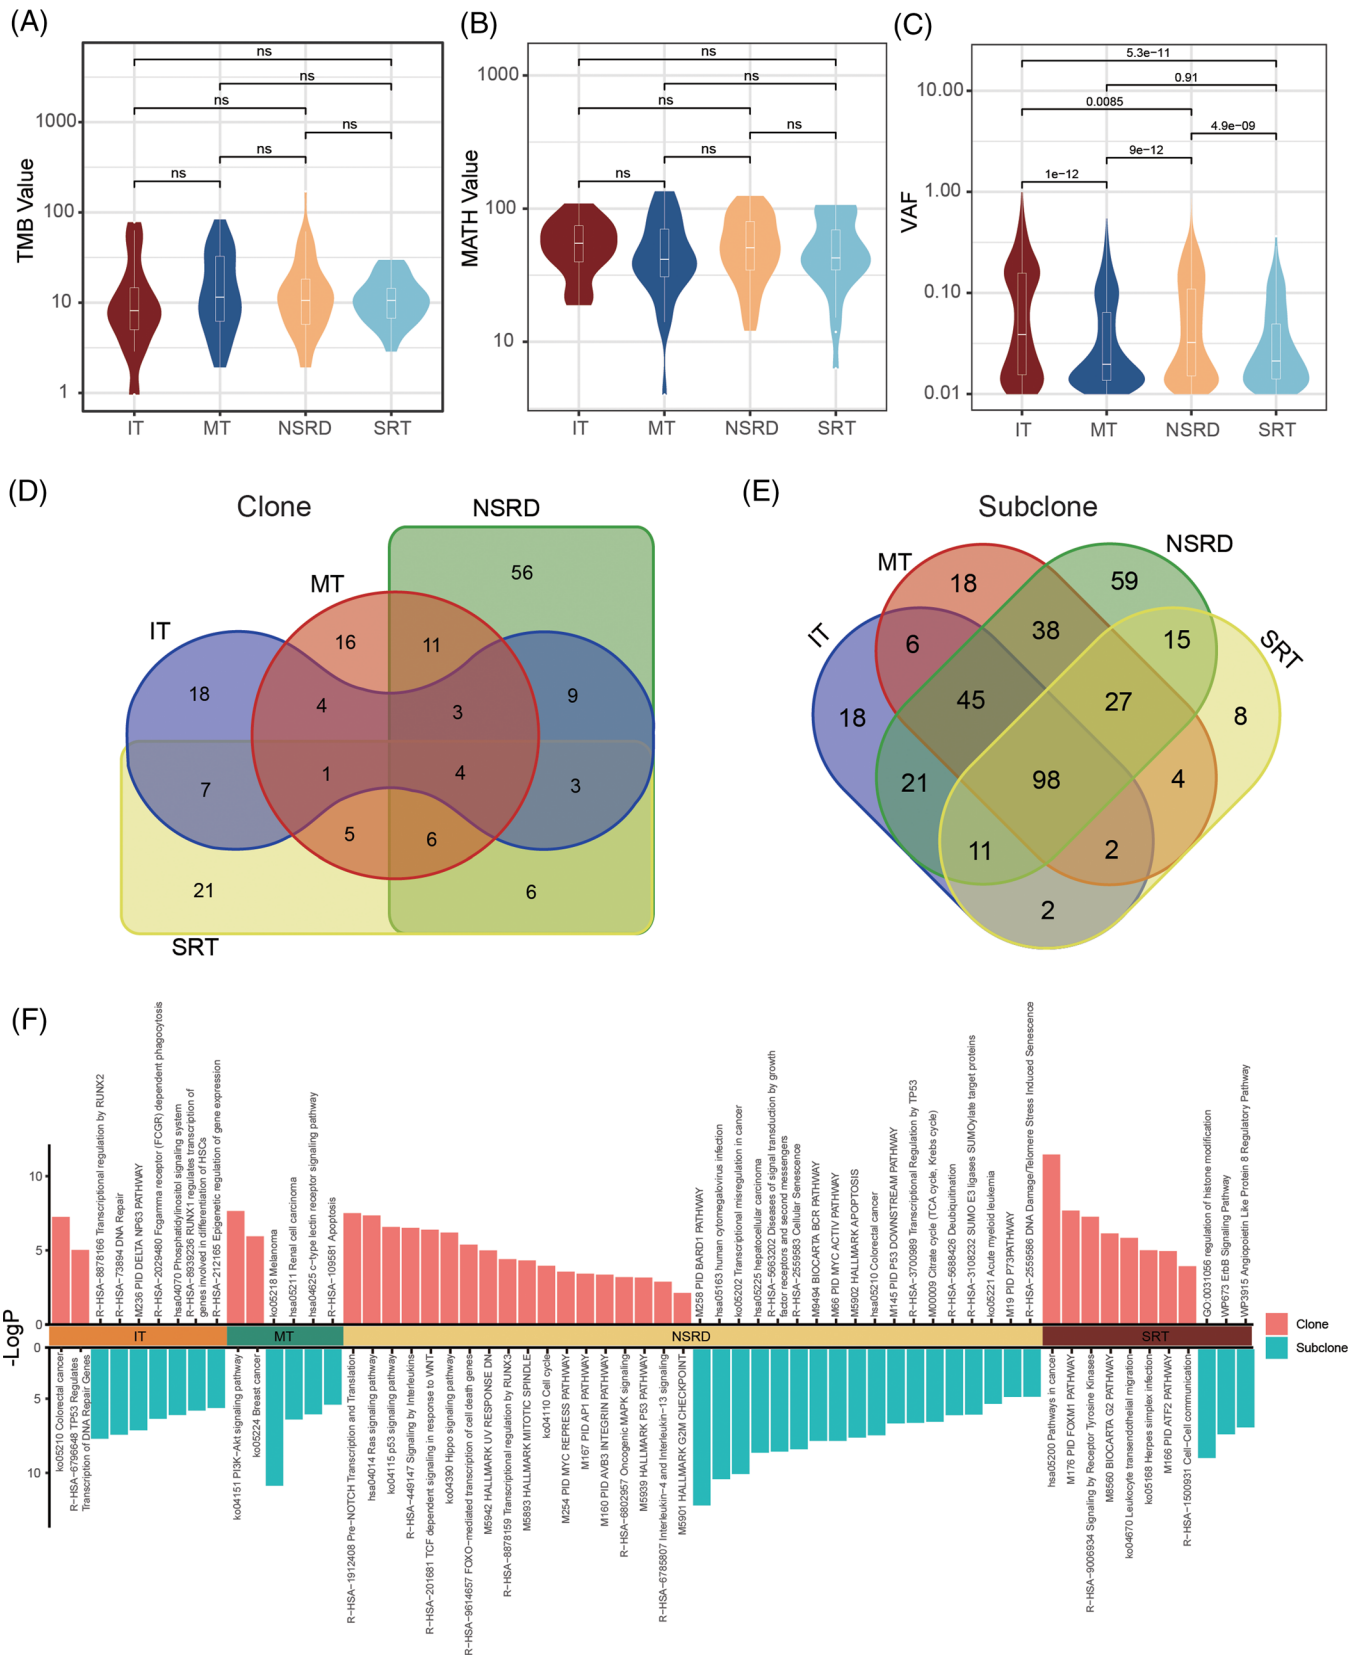 (A)
ns
ns
ns
ns
ns
ns
TMB Value
1000
100
10
1
IT
MT
NSRD
SRT
(B)
ns
ns
ns
ns
ns
ns
MATH Value
1000
100
10
IT
MT
NSRD
SRT
(C)
5.3e−11
0.91
0.0085
4.9e−09
9e−12
1e−12
VAF
10.00
1.00
0.10
0.01
IT
MT
NSRD
SRT
(D)
Clone
NSRD
MT
IT
SRT
56
16
11
18
4
3
9
7
1
4
3
5
6
21
6
(E)
Subclone
NSRD
MT
IT
SRT
18
59
6
38
15
18
45
27
8
21
98
4
11
2
2
(F)
-LogP
10
5
0
0
5
10
R−HSA−8878166 Transcriptional regulation by RUNX2
R−HSA−73894 DNA Repair
M236 PID DELTA NP63 PATHWAY
R−HSA−2029480 Fcgamma receptor (FCGR) dependent phagocytosis
hsa04070 Phosphatidylinositol signaling system
R−HSA−8939236 RUNX1 regulates transcription of
genes involved in differentiation of HSCs
R−HSA−212165 Epigenetic regulation of gene expression
ko05218 Melanoma
hsa05211 Renal cell carcinoma
hsa04625 c−type lectin receptor signaling pathway
R−HSA−109581 Apoptosis
M258 PID BARD1 PATHWAY
hsa05163 human cytomegalovirus infection
ko05202 Transcriptional misregulation in cancer
hsa05225 hepatocellular carcinoma
R−HSA−5663202 Diseases of signal transduction by growth
factor receptors and second messengers
R−HSA−2559583 Cellular Senescence
M9494 BIOCARTA BCR PATHWAY
M66 PID MYC ACTIV PATHWAY
M5902 HALLMARK APOPTOSIS
hsa05210 Colorectal cancer
M145 PID P53 DOWNSTREAM PATHWAY
R−HSA−3700989 Transcriptional Regulation by TP53
M00009 Citrate cycle (TCA cycle, Krebs cycle)
R−HSA−5688426 Deubiquitination
R−HSA−3108232 SUMO E3 ligases SUMOylate target proteins
ko05221 Acute myeloid leukemia
M19 PID P73PATHWAY
R−HSA−2559586 DNA Damage/Telomere Stress Induced Senescence
GO:0031056 regulation of histone modification
WP673 ErbB Signaling Pathway
WP3915 Angiopoietin Like Protein 8 Regulatory Pathway
IT
MT
NSRD
SRT
Clone
Subclone
ko05210 Colorectal cancer
R−HSA−6796648 TP53 Regulates
Transcription of DNA Repair Genes
ko04151 PI3K−Akt signaling pathway
ko05224 Breast cancer
R−HSA−1912408 Pre−NOTCH Transcription and Translation
hsa04014 Ras signaling pathway
ko04115 p53 signaling pathway
R−HSA−449147 Signaling by Interleukins
R−HSA−201681 TCF dependent signaling in response to WNT
ko04390 Hippo signaling pathway
R−HSA−9614657 FOXO−mediated transcription of cell death genes
M5942 HALLMARK UV RESPONSE DN
R−HSA−8878159 Transcriptional regulation by RUNX3
M5893 HALLMARK MITOTIC SPINDLE
ko04110 Cell cycle
M254 PID MYC REPRESS PATHWAY
M167 PID AP1 PATHWAY
M160 PID AVB3 INTEGRIN PATHWAY
R−HSA−6802957 Oncogenic MAPK signaling
M5939 HALLMARK P53 PATHWAY
R−HSA−6785807 Interleukin−4 and Interleukin−13 signaling
M5901 HALLMARK G2M CHECKPOINT
hsa05200 Pathways in cancer
M176 PID FOXM1 PATHWAY
R−HSA−9006934 Signaling by Receptor Tyrosine Kinases
M8560 BIOCARTA G2 PATHWAY
ko04670 Leukocyte transendothelial migration
ko05168 Herpes simplex infection
M166 PID ATF2 PATHWAY
R−HSA−1500931 Cell−Cell communication